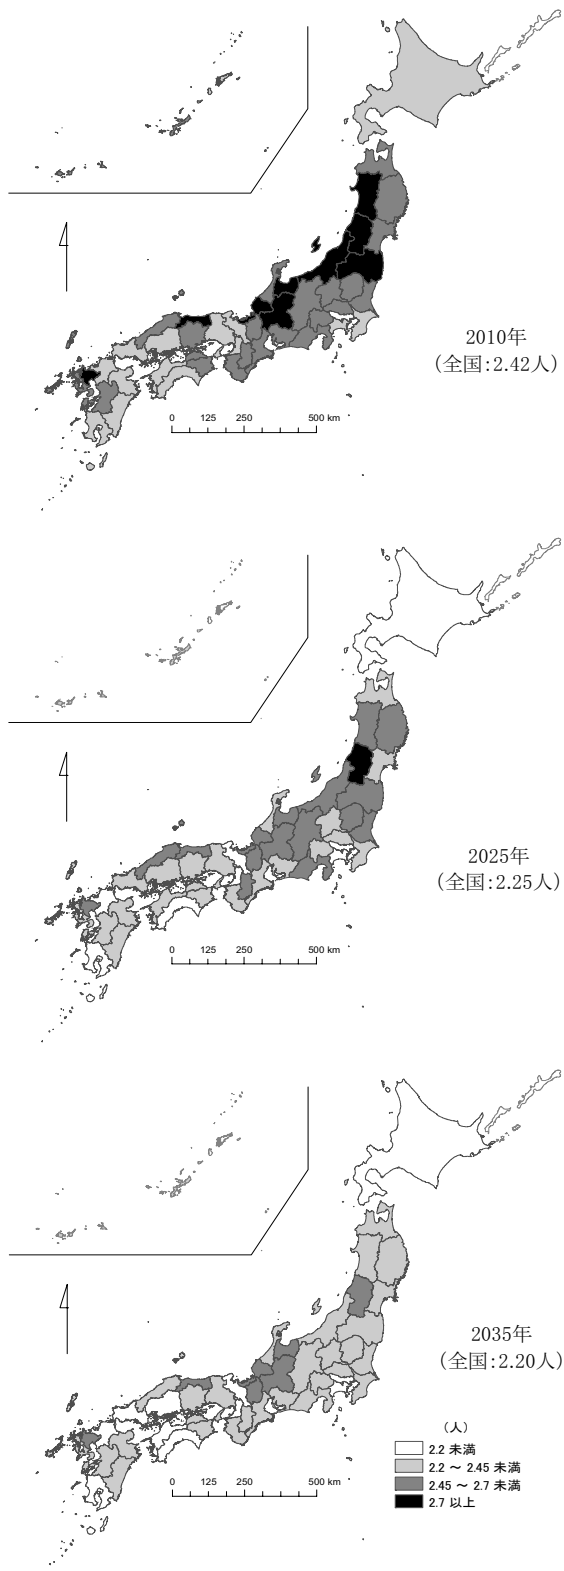 2010年
（全国：2.42人）
0 125 250 500 km
2025年
（全国：2.25人）
0 125 250 500 km
2035年
（全国：2.20人）
（人）
2.2 未満
2.2 ～ 2.45 未満
2.45 ～ 2.7 未満
2.7 以上
0 125 250 500 km